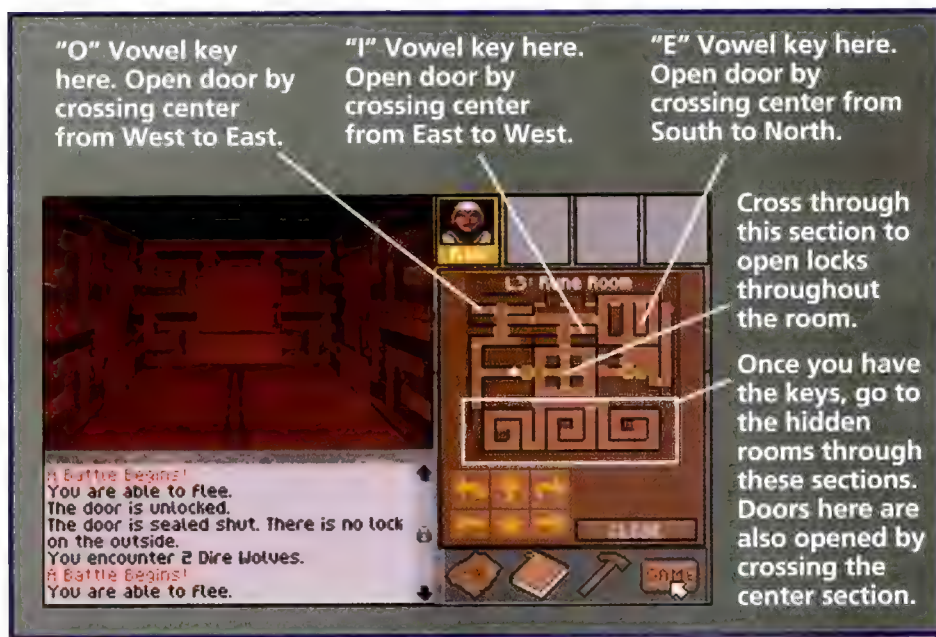 "O" Vowel key
here. Open door by
crossing center
from West to East.
"I" Vowel key here.
Open door by
crossing center
from East to West.
"E" Vowel key here.
Open door by
crossing center from
South to North.
Cross through
this section to
open locks
throughout
the room.
Once you have
the keys, go to
the hidden
rooms through
these sections.
Doors here are
also opened by
crossing the
center section.
L3: Rune Room
A Battle Begins!
You are able to flee.
The door is unlocked.
The door is sealed shut. There is no lock
on the outside.
You encounter 2 Dire Wolves.
A Battle Begins!
You are able to flee.
CLEAR
GAME